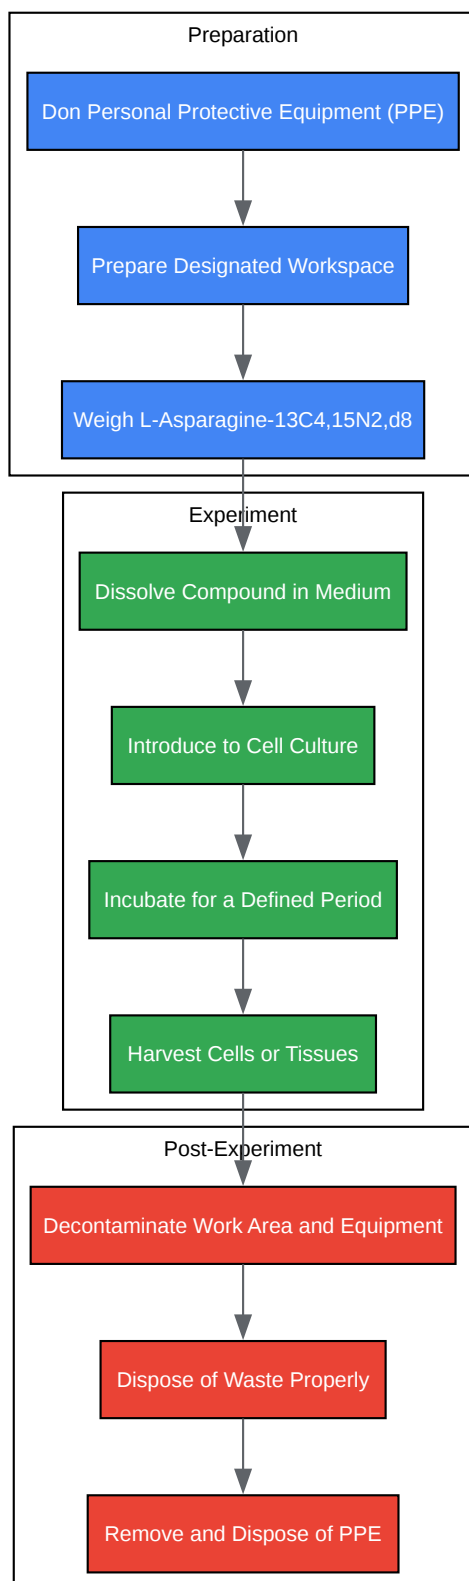 Preparation
Don Personal Protective Equipment (PPE)
Prepare Designated Workspace
Weigh L-Asparagine-13C4,15N2,d8
Experiment
Dissolve Compound in Medium
Introduce to Cell Culture
Incubate for a Defined Period
Harvest Cells or Tissues
Post-Experiment
Decontaminate Work Area and Equipment
Dispose of Waste Properly
Remove and Dispose of PPE